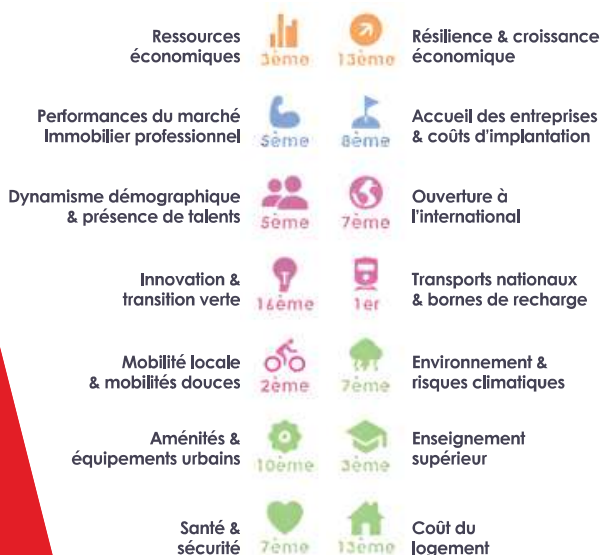 Ressources
économiques
3ème
13ème
Résilience & croissance
économique
Performances du marché
Immobilier professionnel
5ème
8ème
Accueil des entreprises
& coûts d'implantation
Dynamisme démographique
& présence de talents
5ème
7ème
Ouverture à
l'international
Innovation &
transition verte
16ème
1er
Transports nationaux
& bornes de recharge
Mobilité locale
& mobilités douces
2ème
7ème
Environnement &
risques climatiques
Aménités &
équipements urbains
10ème
3ème
Enseignement
supérieur
Santé &
sécurité
7ème
13ème
Coût du
logement